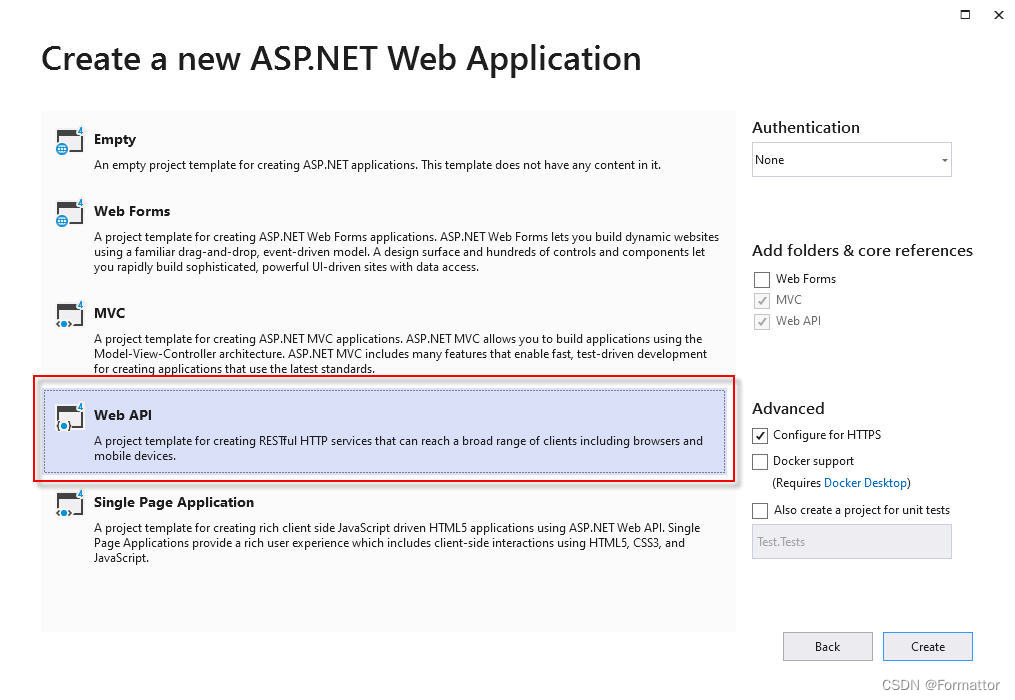 Create a new ASP.NET Web Application
Empty
An empty project template for creating ASP.NET applications. This template does not have any content in it.
Web Forms
A project template for creating ASP.NET Web Forms applications. ASP.NET Web Forms lets you build dynamic websites
using a familiar drag-and-drop, event-driven model. A design surface and hundreds of controls and components let
you rapidly build sophisticated, powerful UI-driven sites with data access.
MVC
A project template for creating ASP.NET MVC applications. ASP.NET MVC allows you to build applications using the
Model-View-Controller architecture. ASP.NET MVC includes many features that enable fast, test-driven development
for creating applications that use the latest standards.
Web API
A project template for creating RESTful HTTP services that can reach a broad range of clients including browsers and
mobile devices.
Single Page Application
A project template for creating rich client side JavaScript driven HTML5 applications using ASP.NET Web API. Single
Page Applications provide a rich user experience which includes client-side interactions using HTML5, CSS3, and
JavaScript.
Authentication
None
Add folders & core references
Web Forms
MVC
Web API
Advanced
Configure for HTTPS
Docker support
(Requires Docker Desktop)
Also create a project for unit tests
Test.Tests
Back
Create
CSDN @Formattor